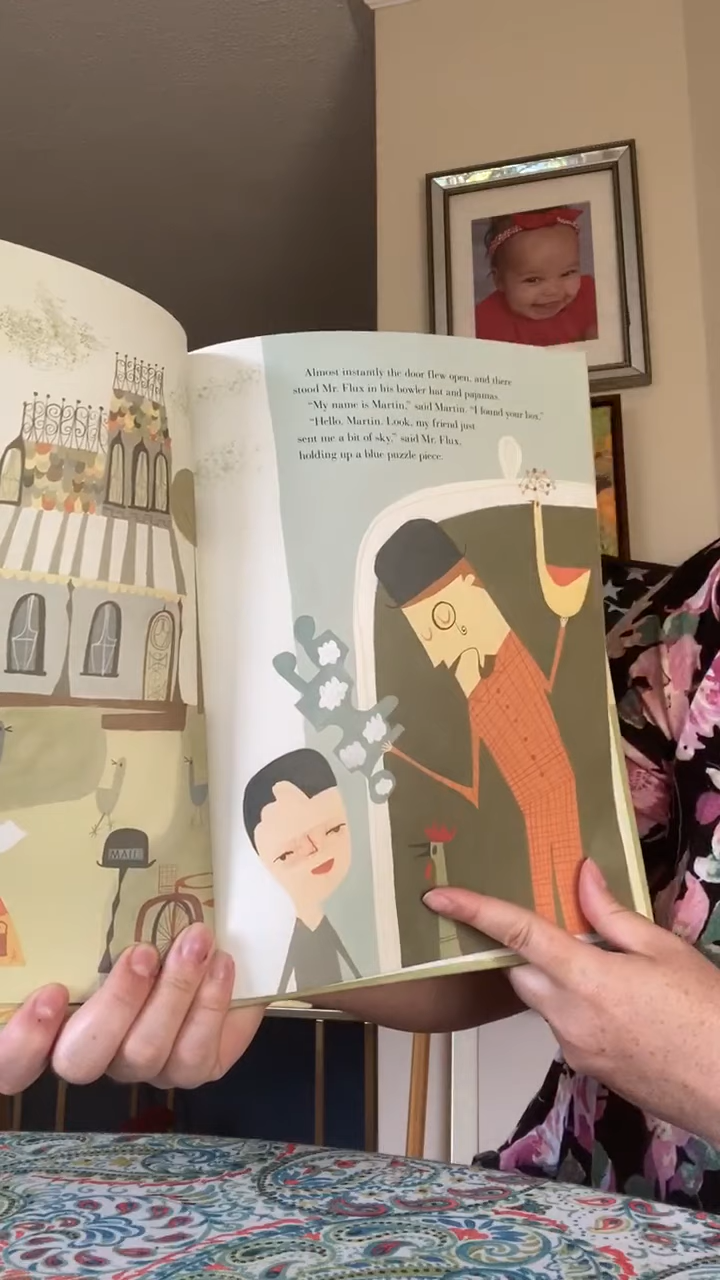 Almost instantly the door flew open, and there
stood Mr. Flux in his bowler hat and pajamas.
“My name is Martin,” said Martin. “I found your box.”
“Hello, Martin. Look, my friend just
sent me a bit of sky,” said Mr. Flux,
holding up a blue puzzle piece.
MAIL